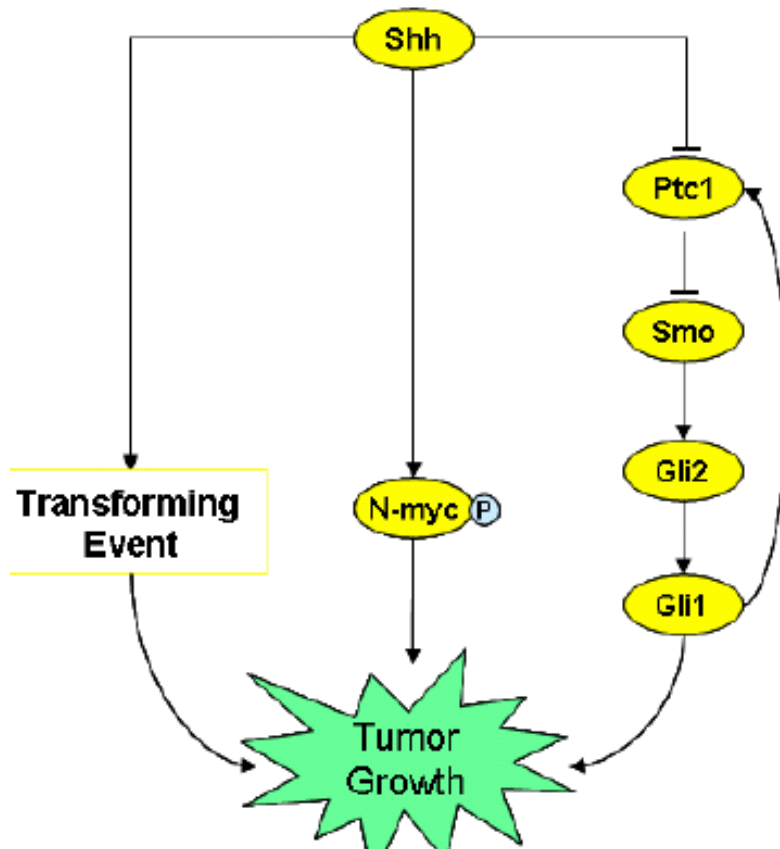 Shh
Ptc1
Smo
Gli2
Transforming
Event
N-myc
P
Gli1
Tumor
Growth